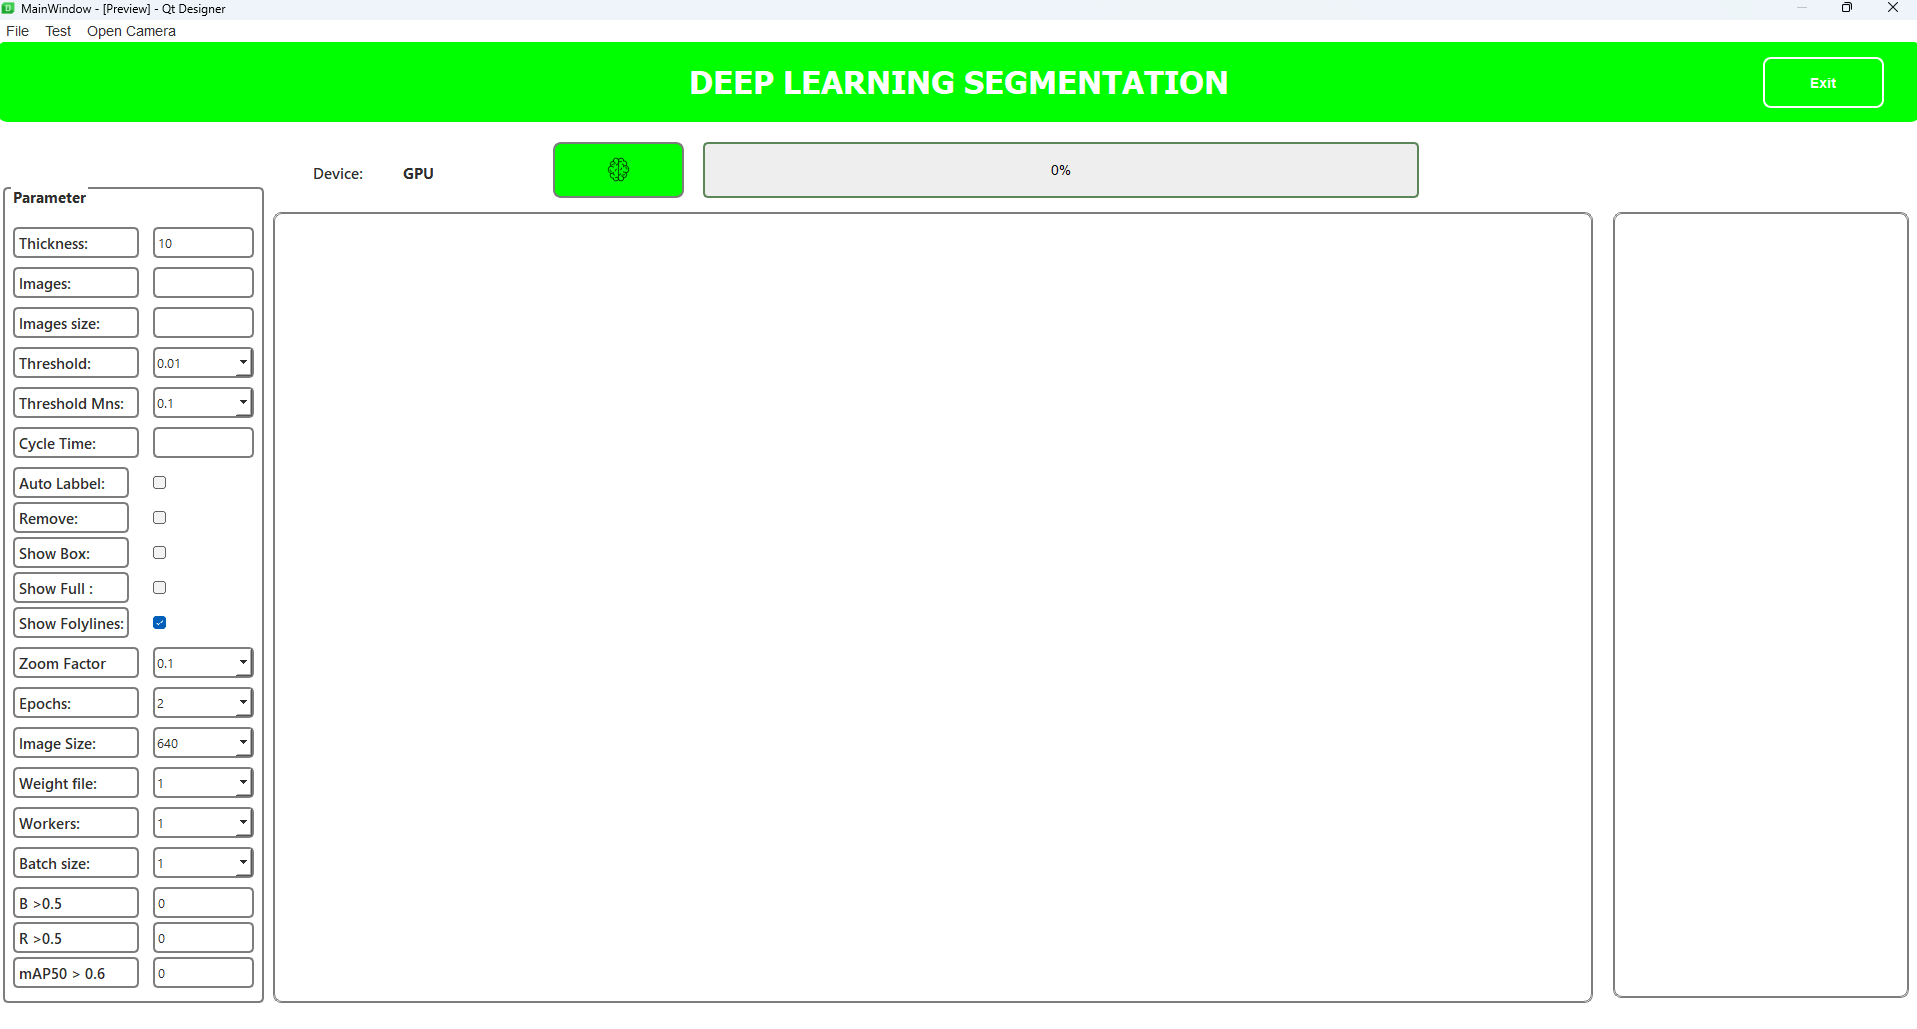 MainWindow - [Preview] - Qt Designer
File Test Open Camera
DEEP LEARNING SEGMENTATION
Exit
Device: GPU
0%
Parameter
Thickness: 10
Images:
Images size:
Threshold: 0.01
Threshold Mns: 0.1
Cycle Time:
Auto Labbel:
Remove:
Show Box:
Show Full :
Show Folylines:
Zoom Factor 0.1
Epochs: 2
Image Size: 640
Weight file: 1
Workers: 1
Batch size: 1
B >0.5 0
R >0.5 0
mAP50 > 0.6 0